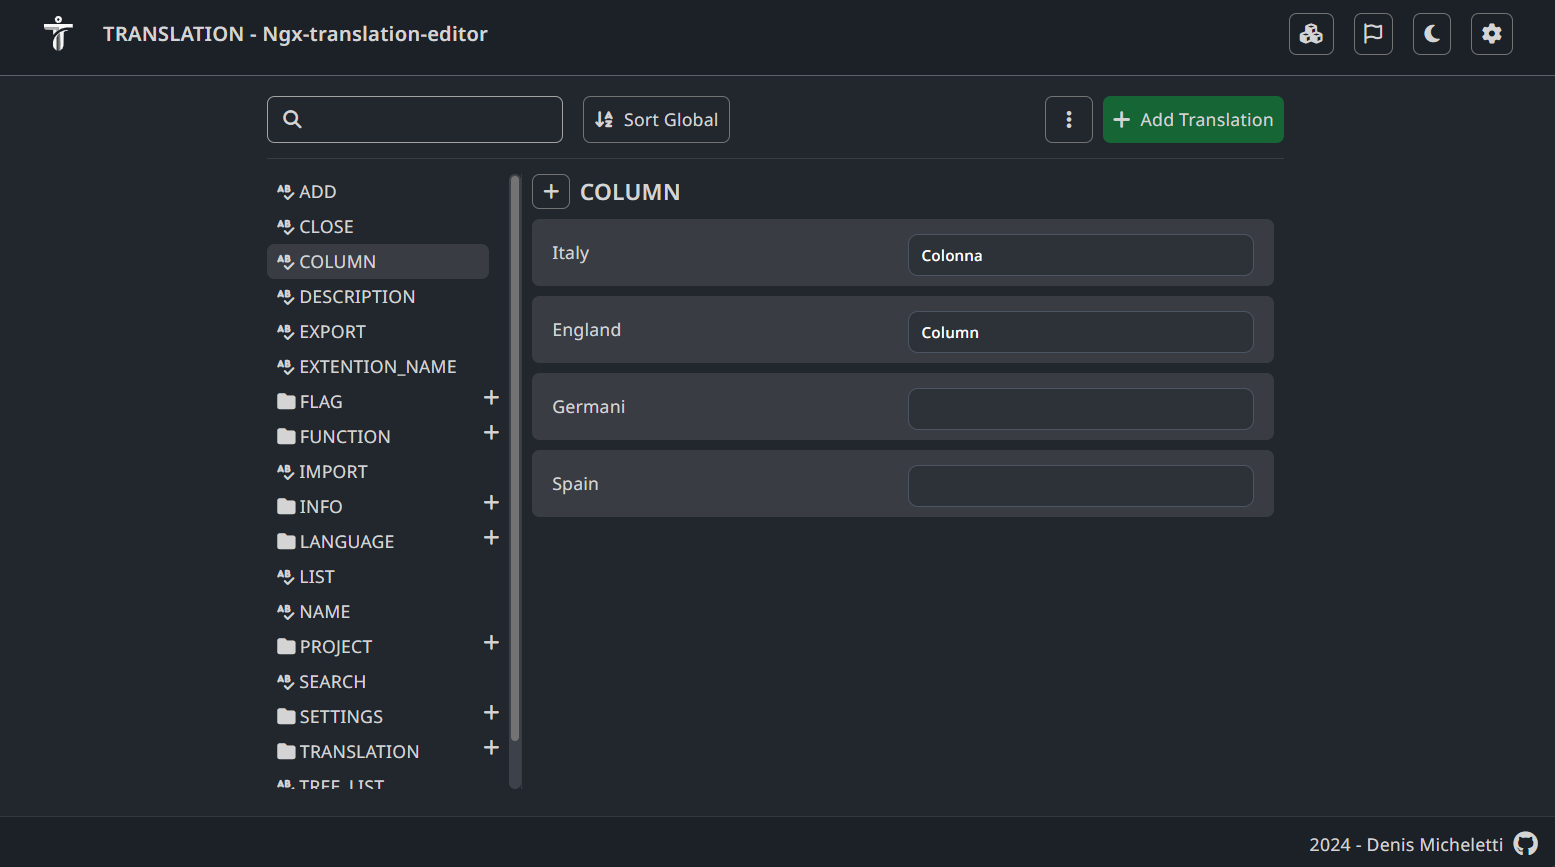 TRANSLATION - Ngx-translation-editor
Sort Global
Add Translation
ADD
CLOSE
COLUMN
DESCRIPTION
EXPORT
EXTENTION_NAME
FLAG
FUNCTION
IMPORT
INFO
LANGUAGE
LIST
NAME
PROJECT
SEARCH
SETTINGS
TRANSLATION
TREE_LIST
COLUMN
Italy Colonna
England Column
Germani
Spain
2024 - Denis Micheletti